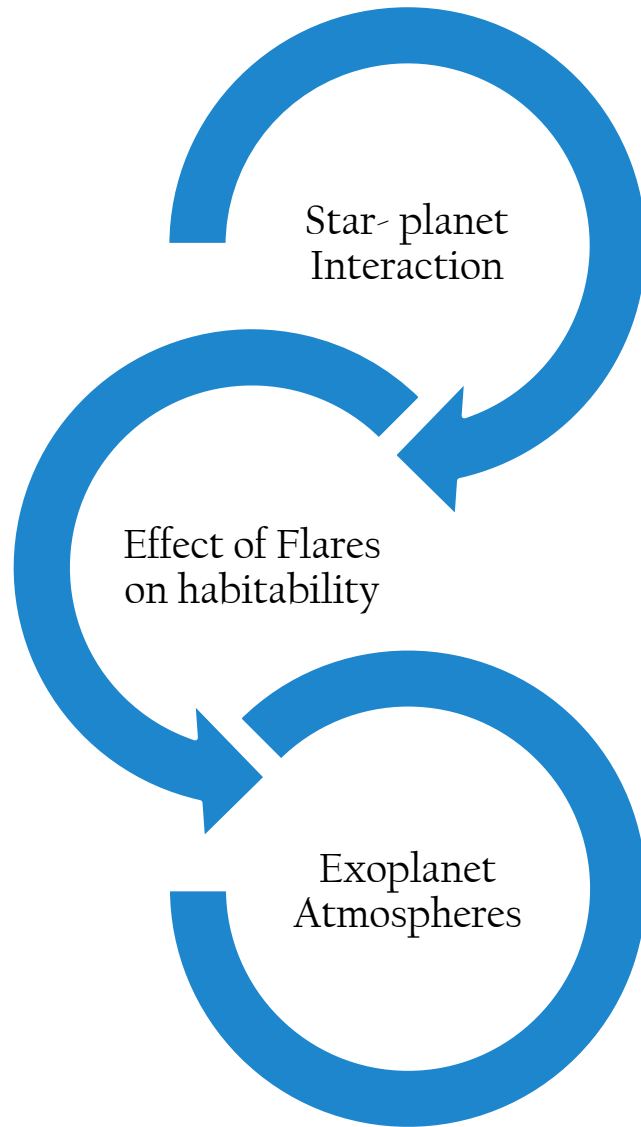 Star- planet
Interaction
Effect of Flares
on habitability
Exoplanet
Atmospheres